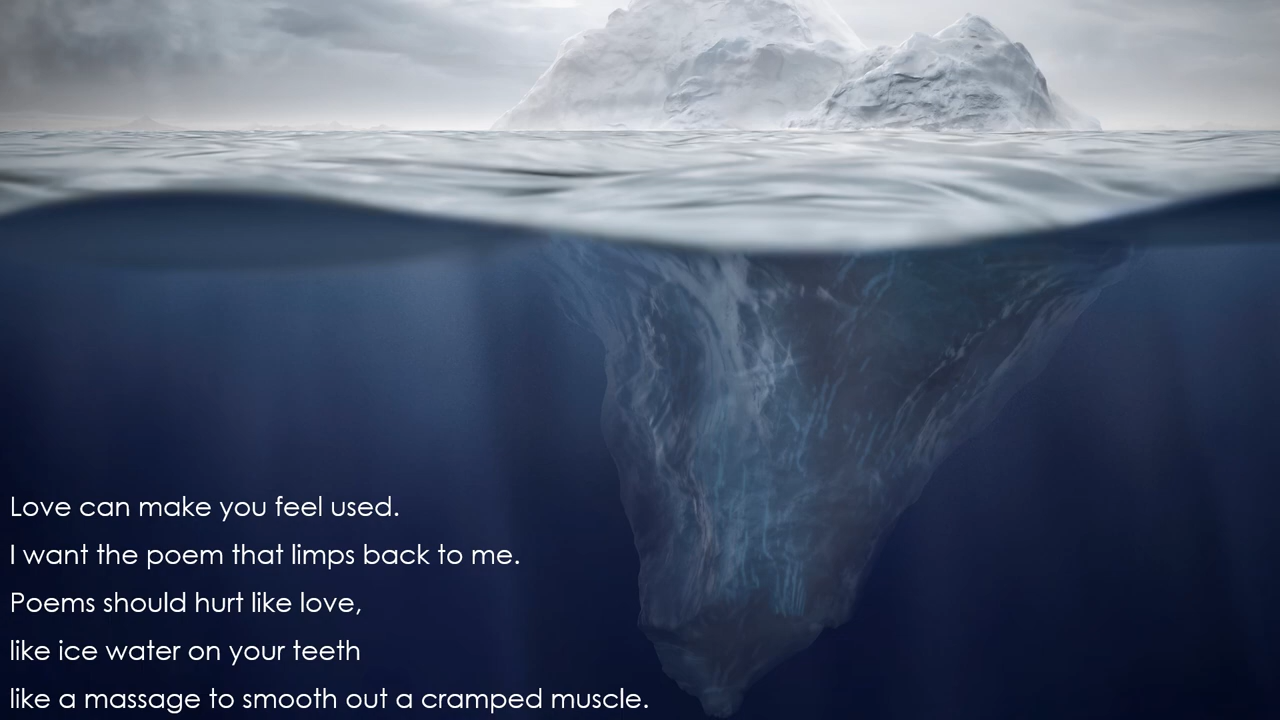 Love can make you feel used.
I want the poem that limps back to me.
Poems should hurt like love,
like ice water on your teeth
like a massage to smooth out a cramped muscle.